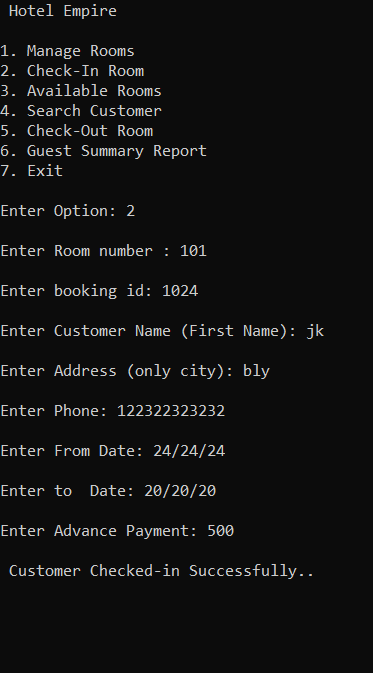 Hotel Empire
1. Manage Rooms
2. Check-In Room
3. Available Rooms
4. Search Customer
5. Check-Out Room
6. Guest Summary Report
7. Exit
Enter Option: 2
Enter Room number : 101
Enter booking id: 1024
Enter Customer Name (First Name): jk
Enter Address (only city): bly
Enter Phone: 122322323232
Enter From Date: 24/24/24
Enter to  Date: 20/20/20
Enter Advance Payment: 500
Customer Checked-in Successfully..